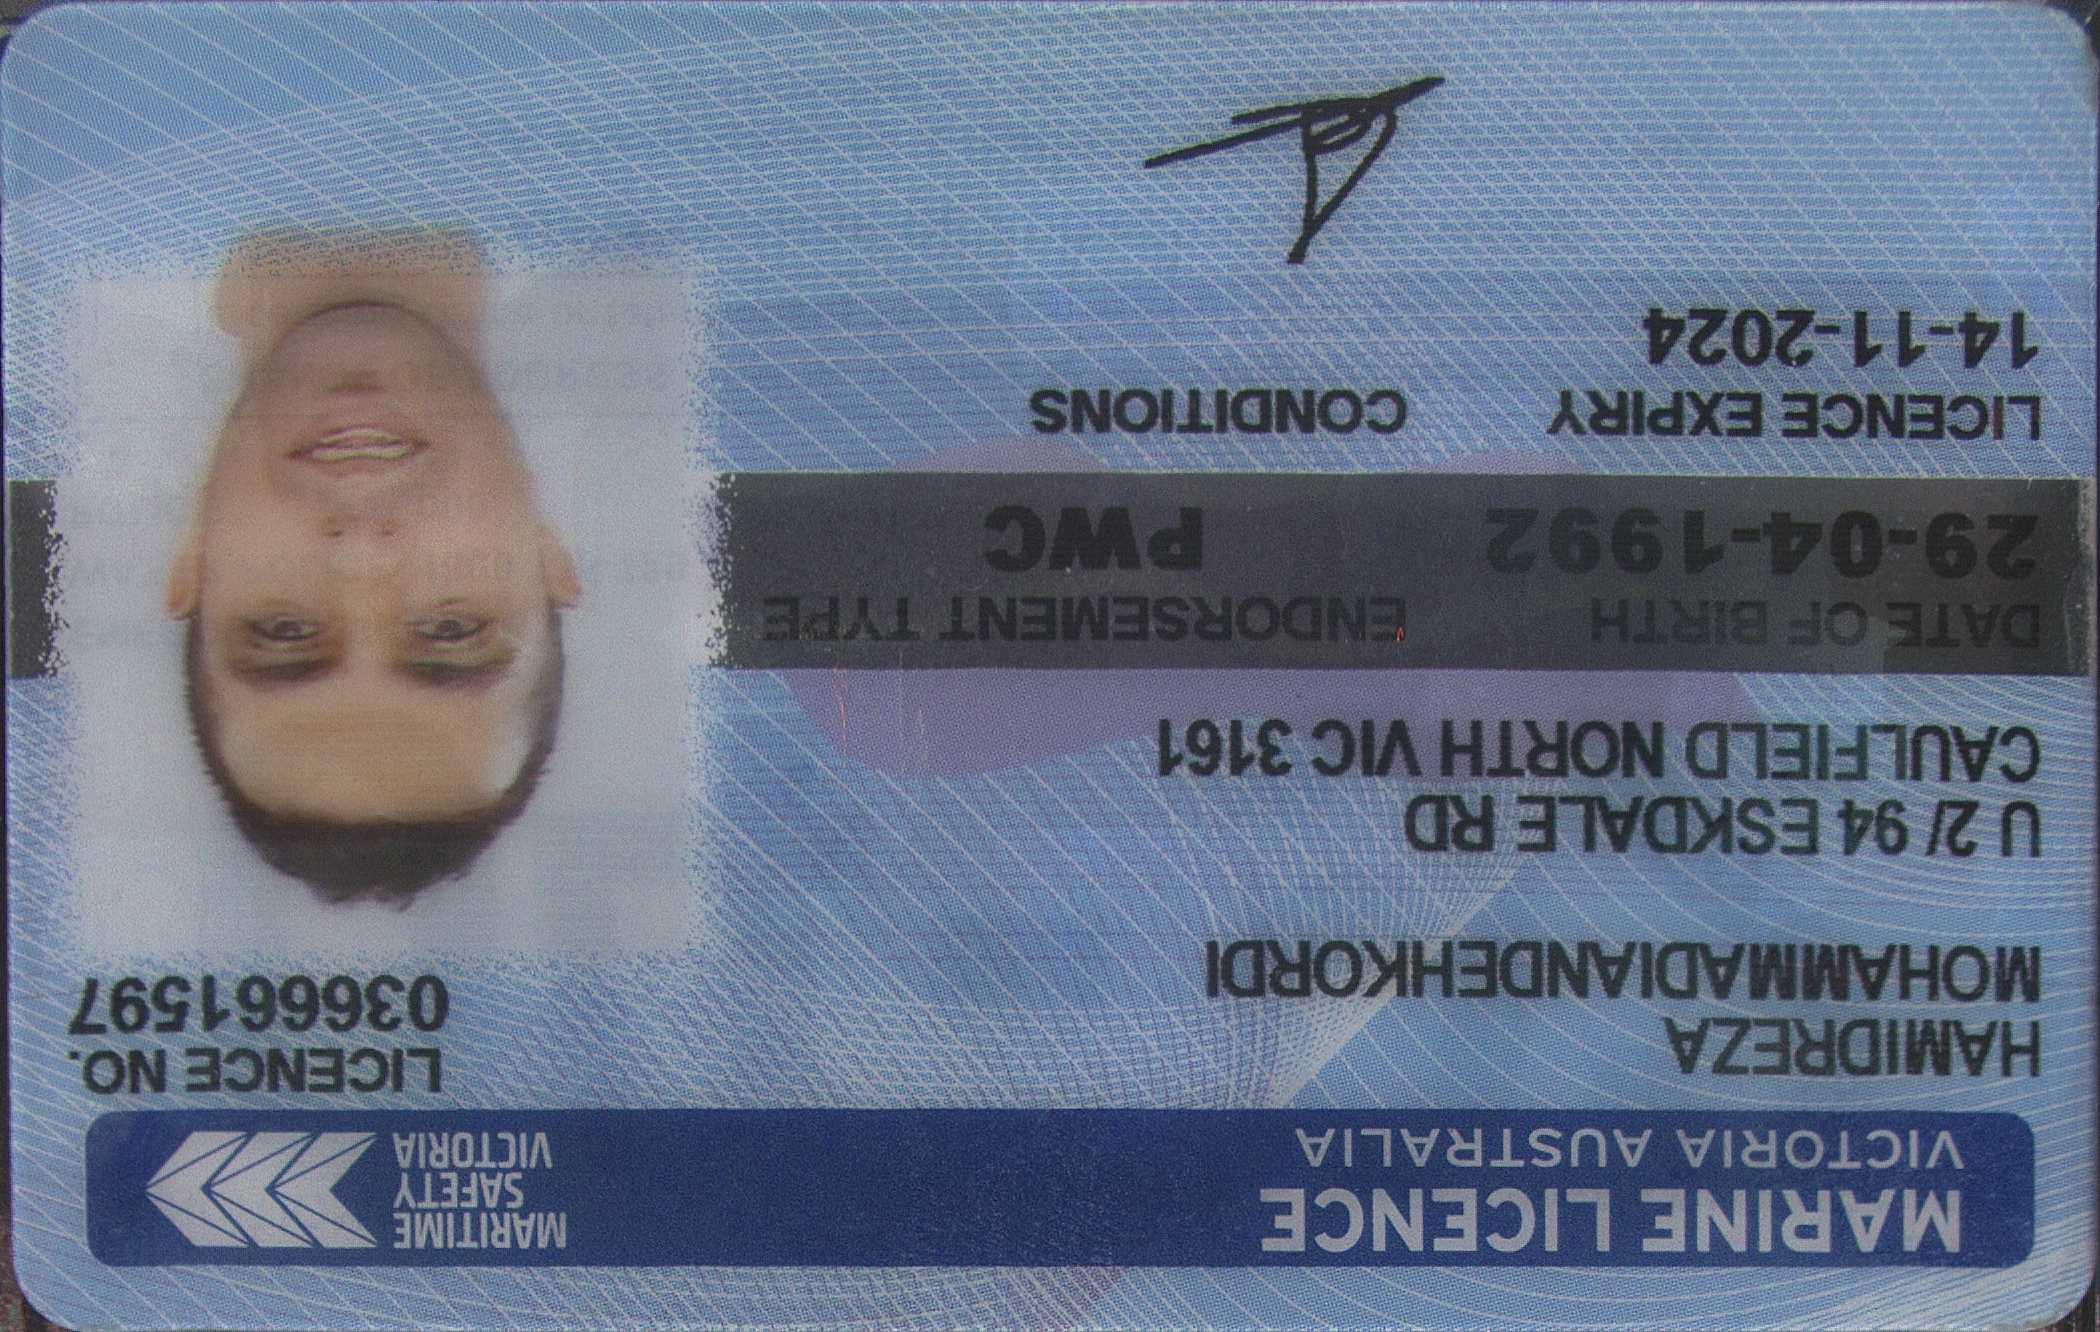 MARINE LICENCE
VICTORIA AUSTRALIA
MARITIME
SAFETY
VICTORIA
HAMIDREZA
MOHAMMADIANDEHKORDI
LICENCE NO.
036661597
U 2/ 94 ESKDALE RD
CAULFIELD NORTH VIC 3161
DATE OF BIRTH ENDORSEMENT TYPE
29-04-1992 PWC
LICENCE EXPIRY CONDITIONS
14-11-2024